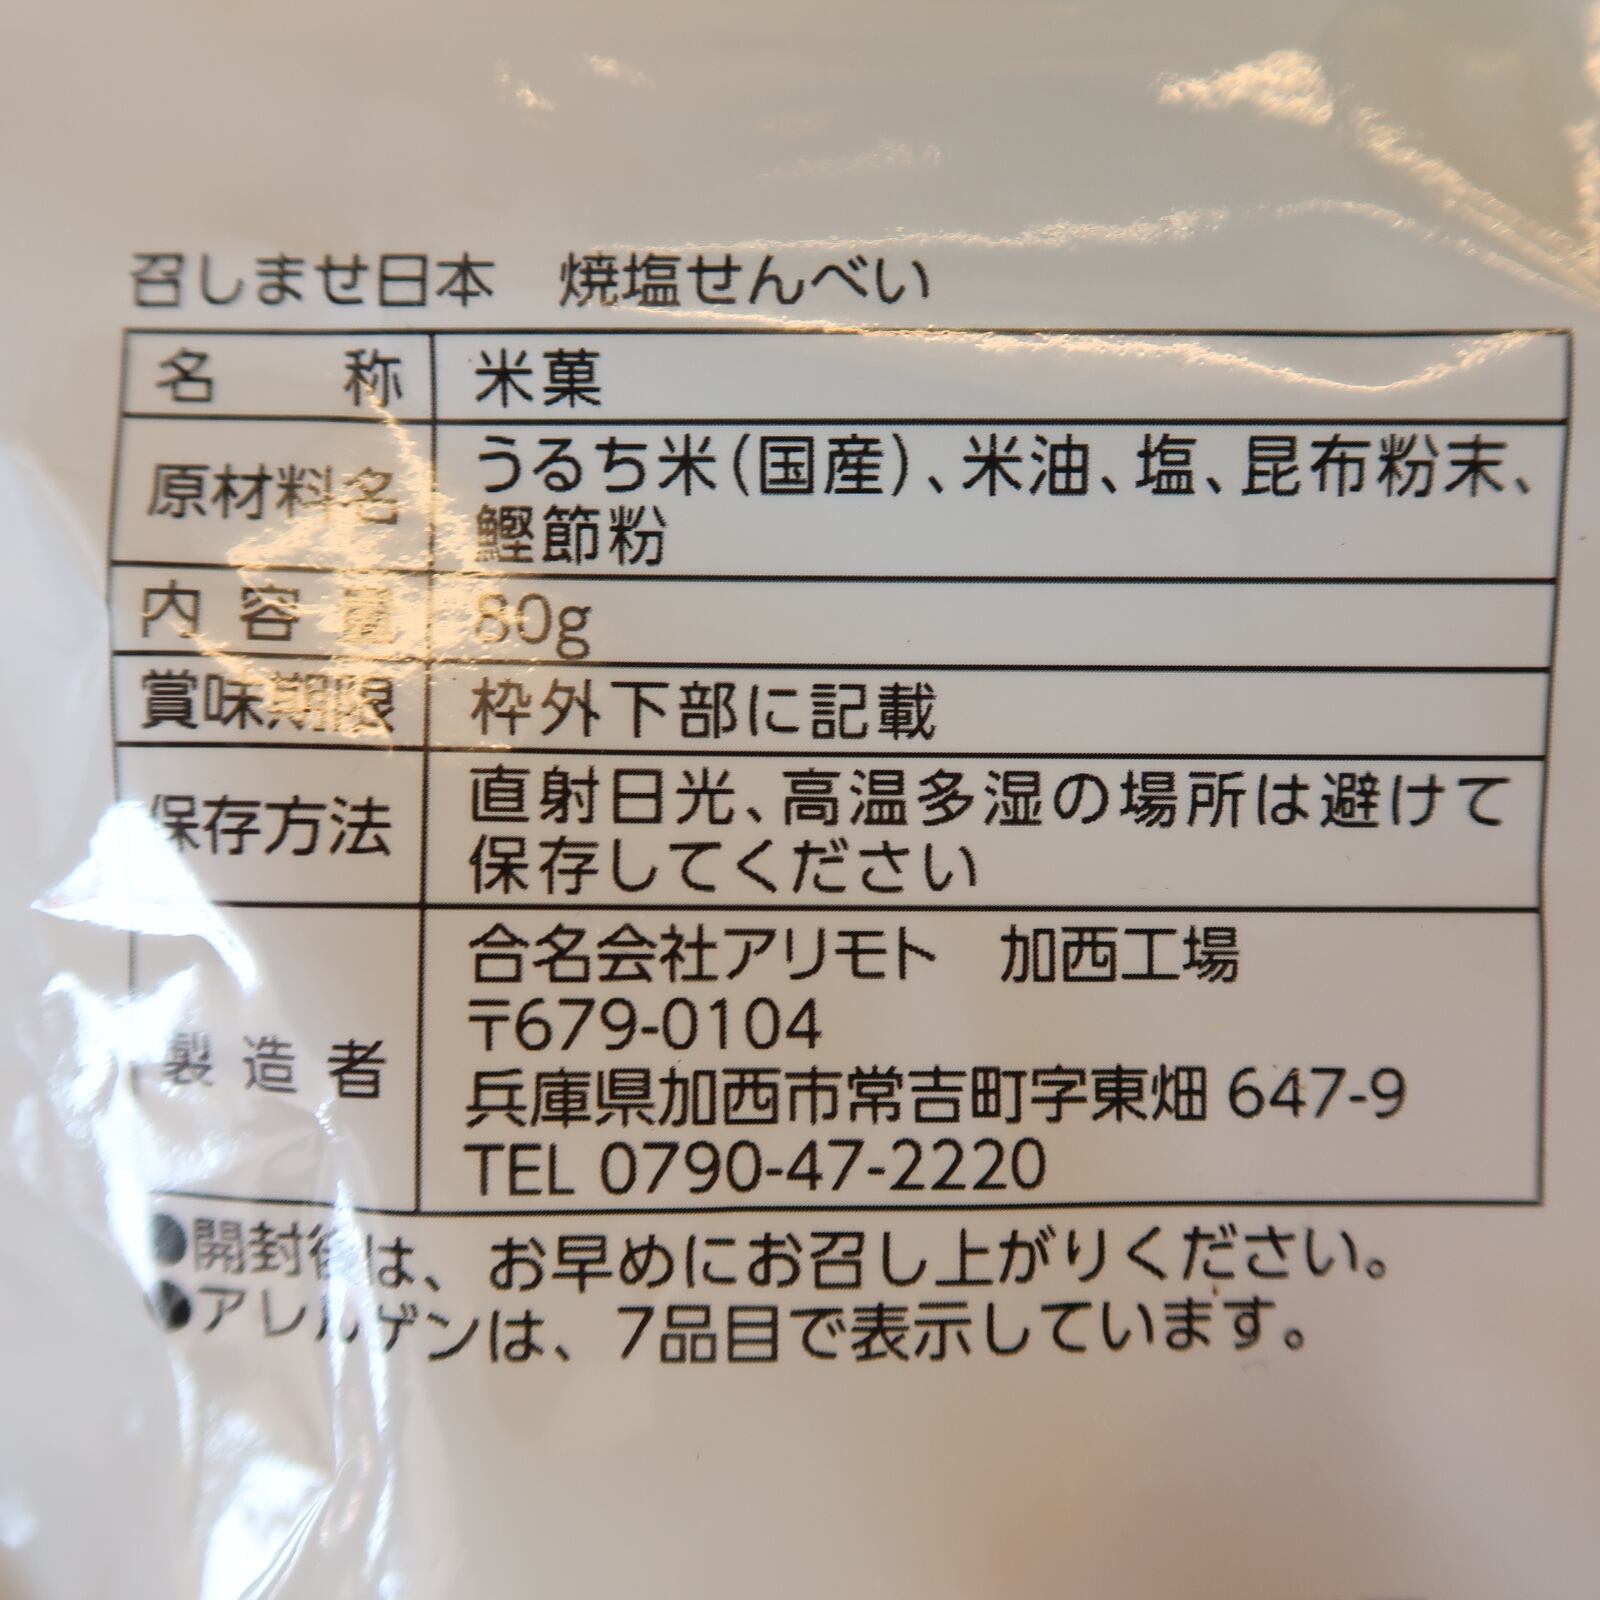 召しませ日本　焼塩せんべい
名称 米菓
原材料名 うるち米(国産)、米油、塩、昆布粉末、
鰹節粉
内容量 80g
賞味期限 枠外下部に記載
保存方法 直射日光、高温多湿の場所は避けて
保存してください
製造者 合名会社アリモト　加西工場
〒679-0104
兵庫県加西市常吉町字東畑 647-9
TEL 0790-47-2220
●開封後は、お早めにお召し上がりください。
●アレルゲンは、7品目で表示しています。